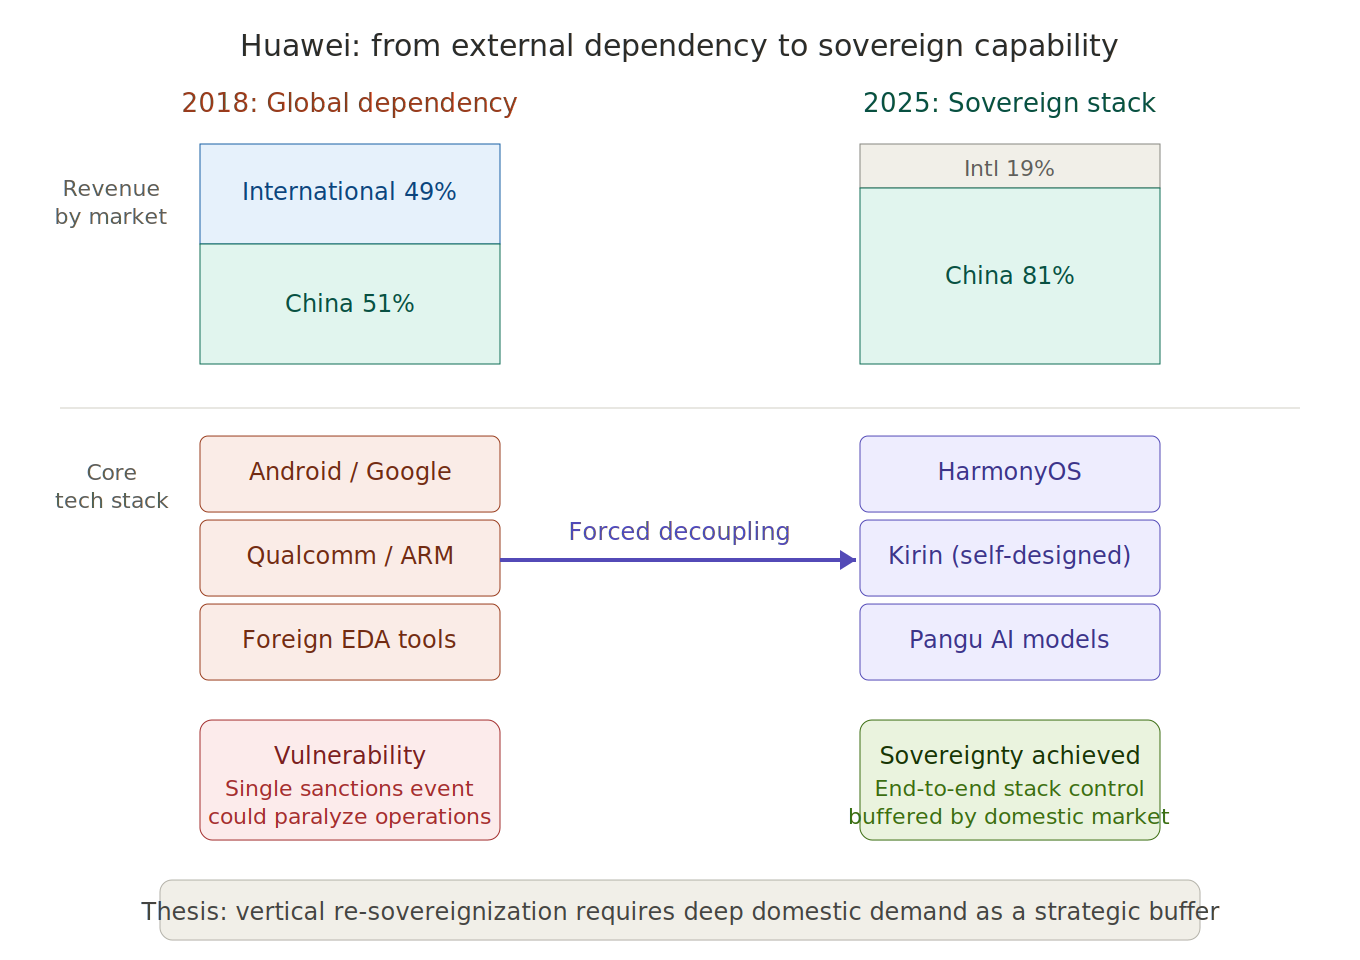 Huawei: from external dependency to sovereign capability
2018: Global dependency
2025: Sovereign stack
Revenue
by market
International 49%
China 51%
Intl 19%
China 81%
Core
tech stack
Android / Google
Qualcomm / ARM
Foreign EDA tools
Forced decoupling
HarmonyOS
Kirin (self-designed)
Pangu AI models
Vulnerability
Single sanctions event
could paralyze operations
Sovereignty achieved
End-to-end stack control
buffered by domestic market
Thesis: vertical re-sovereignization requires deep domestic demand as a strategic buffer